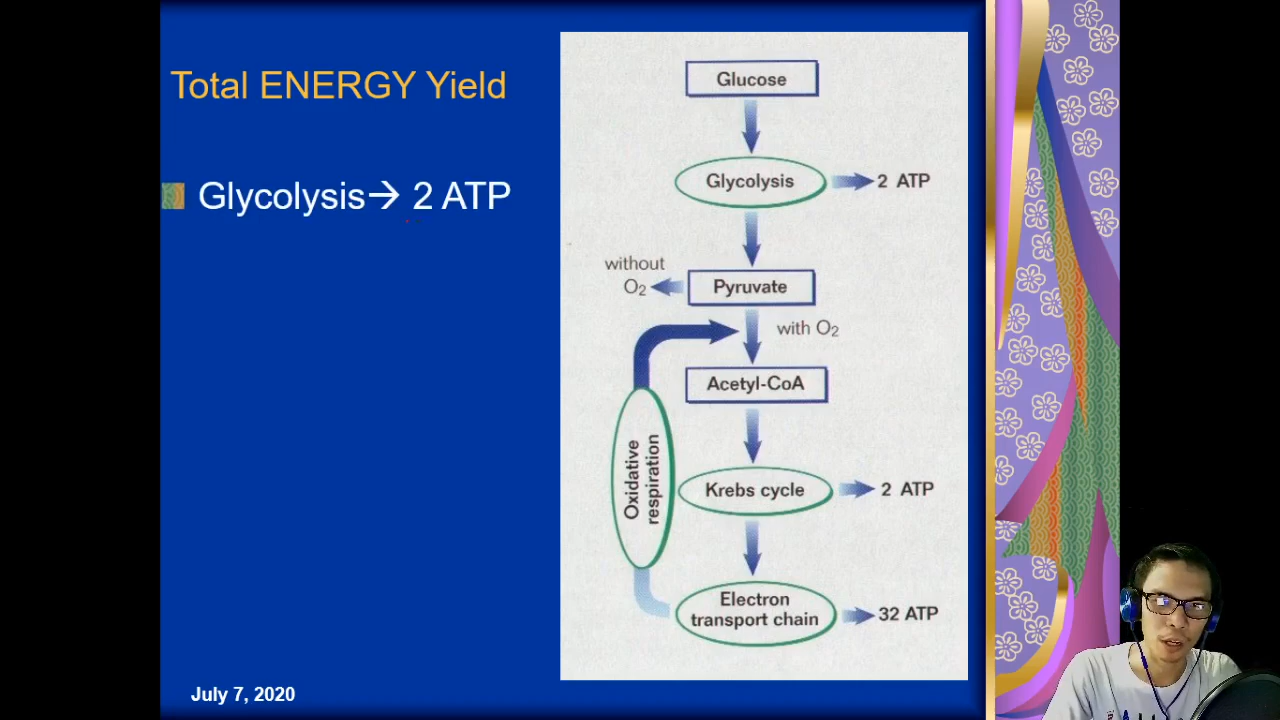 Total ENERGY Yield
Glycolysis→ 2 ATP
July 7, 2020
Glucose
Glycolysis
2 ATP
without
O₂
Pyruvate
with O₂
Acetyl-CoA
Oxidative
respiration
Krebs cycle
2 ATP
Electron
transport chain
32 ATP